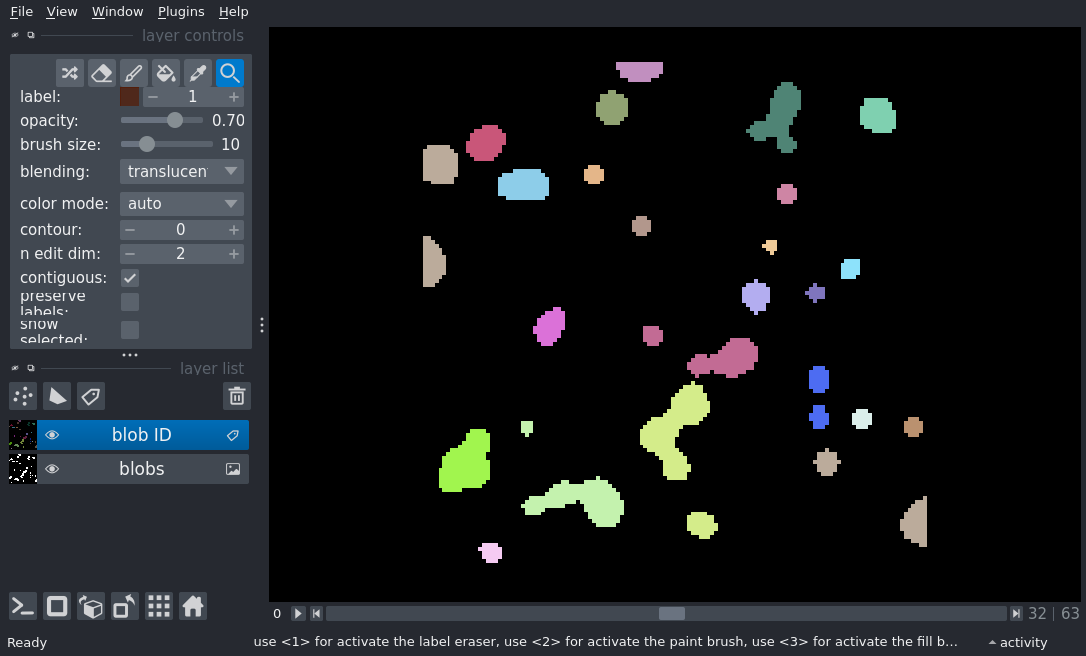 File View Window Plugins Help
layer controls
label: 1
opacity: 0.70
brush size: 10
blending: translucen
color mode: auto
contour: 0
n edit dim: 2
contiguous:
preserve
labels:
show
selected:
layer list
blob ID
blobs
0 32 63
Ready use <1> for activate the label eraser, use <2> for activate the paint brush, use <3> for activate the fill b... activity